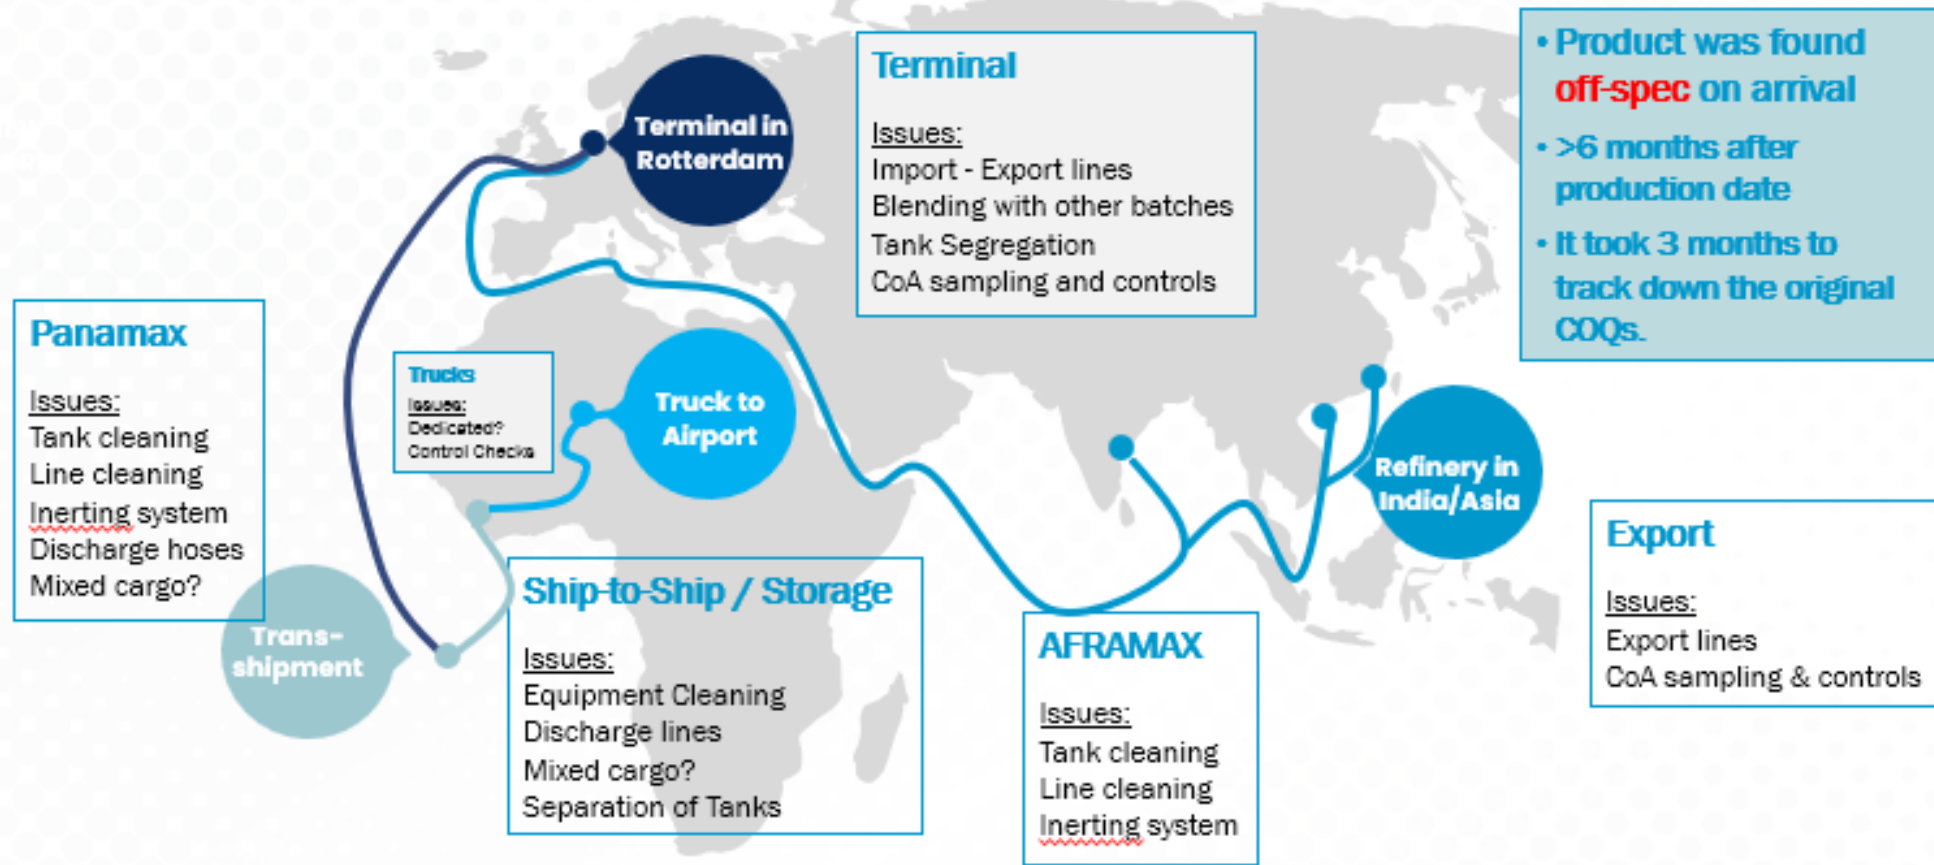 Terminal in
Rotterdam
Terminal
Issues:
Import - Export lines
Blending with other batches
Tank Segregation
CoA sampling and controls
• Product was found
off-spec on arrival
• >6 months after
production date
• It took 3 months to
track down the original
COQs.
Panamax
Issues:
Tank cleaning
Line cleaning
Inerting system
Discharge hoses
Mixed cargo?
Trucks
Issues:
Dedicated?
Control Checks
Truck to
Airport
Refinery in
India/Asia
Export
Issues:
Export lines
CoA sampling & controls
Trans-
shipment
Ship-to-Ship / Storage
Issues:
Equipment Cleaning
Discharge lines
Mixed cargo?
Separation of Tanks
AFRAMAX
Issues:
Tank cleaning
Line cleaning
Inerting system